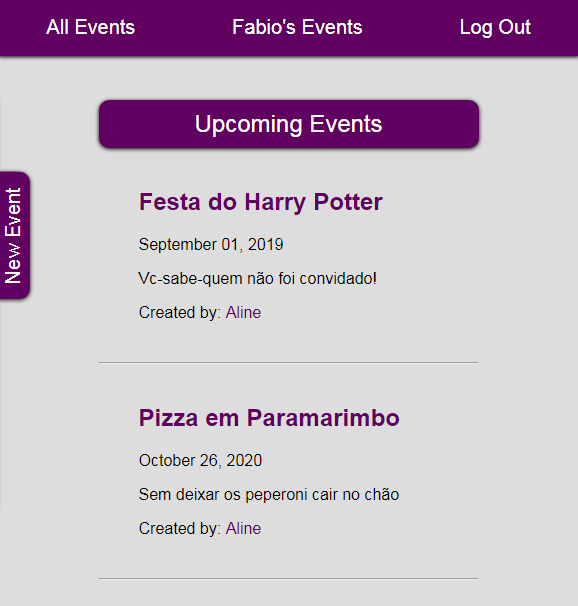 All Events Fabio's Events Log Out
Upcoming Events
New Event
Festa do Harry Potter
September 01, 2019
Vc-sabe-quem não foi convidado!
Created by: Aline
Pizza em Paramarimbo
October 26, 2020
Sem deixar os peperoni cair no chão
Created by: Aline